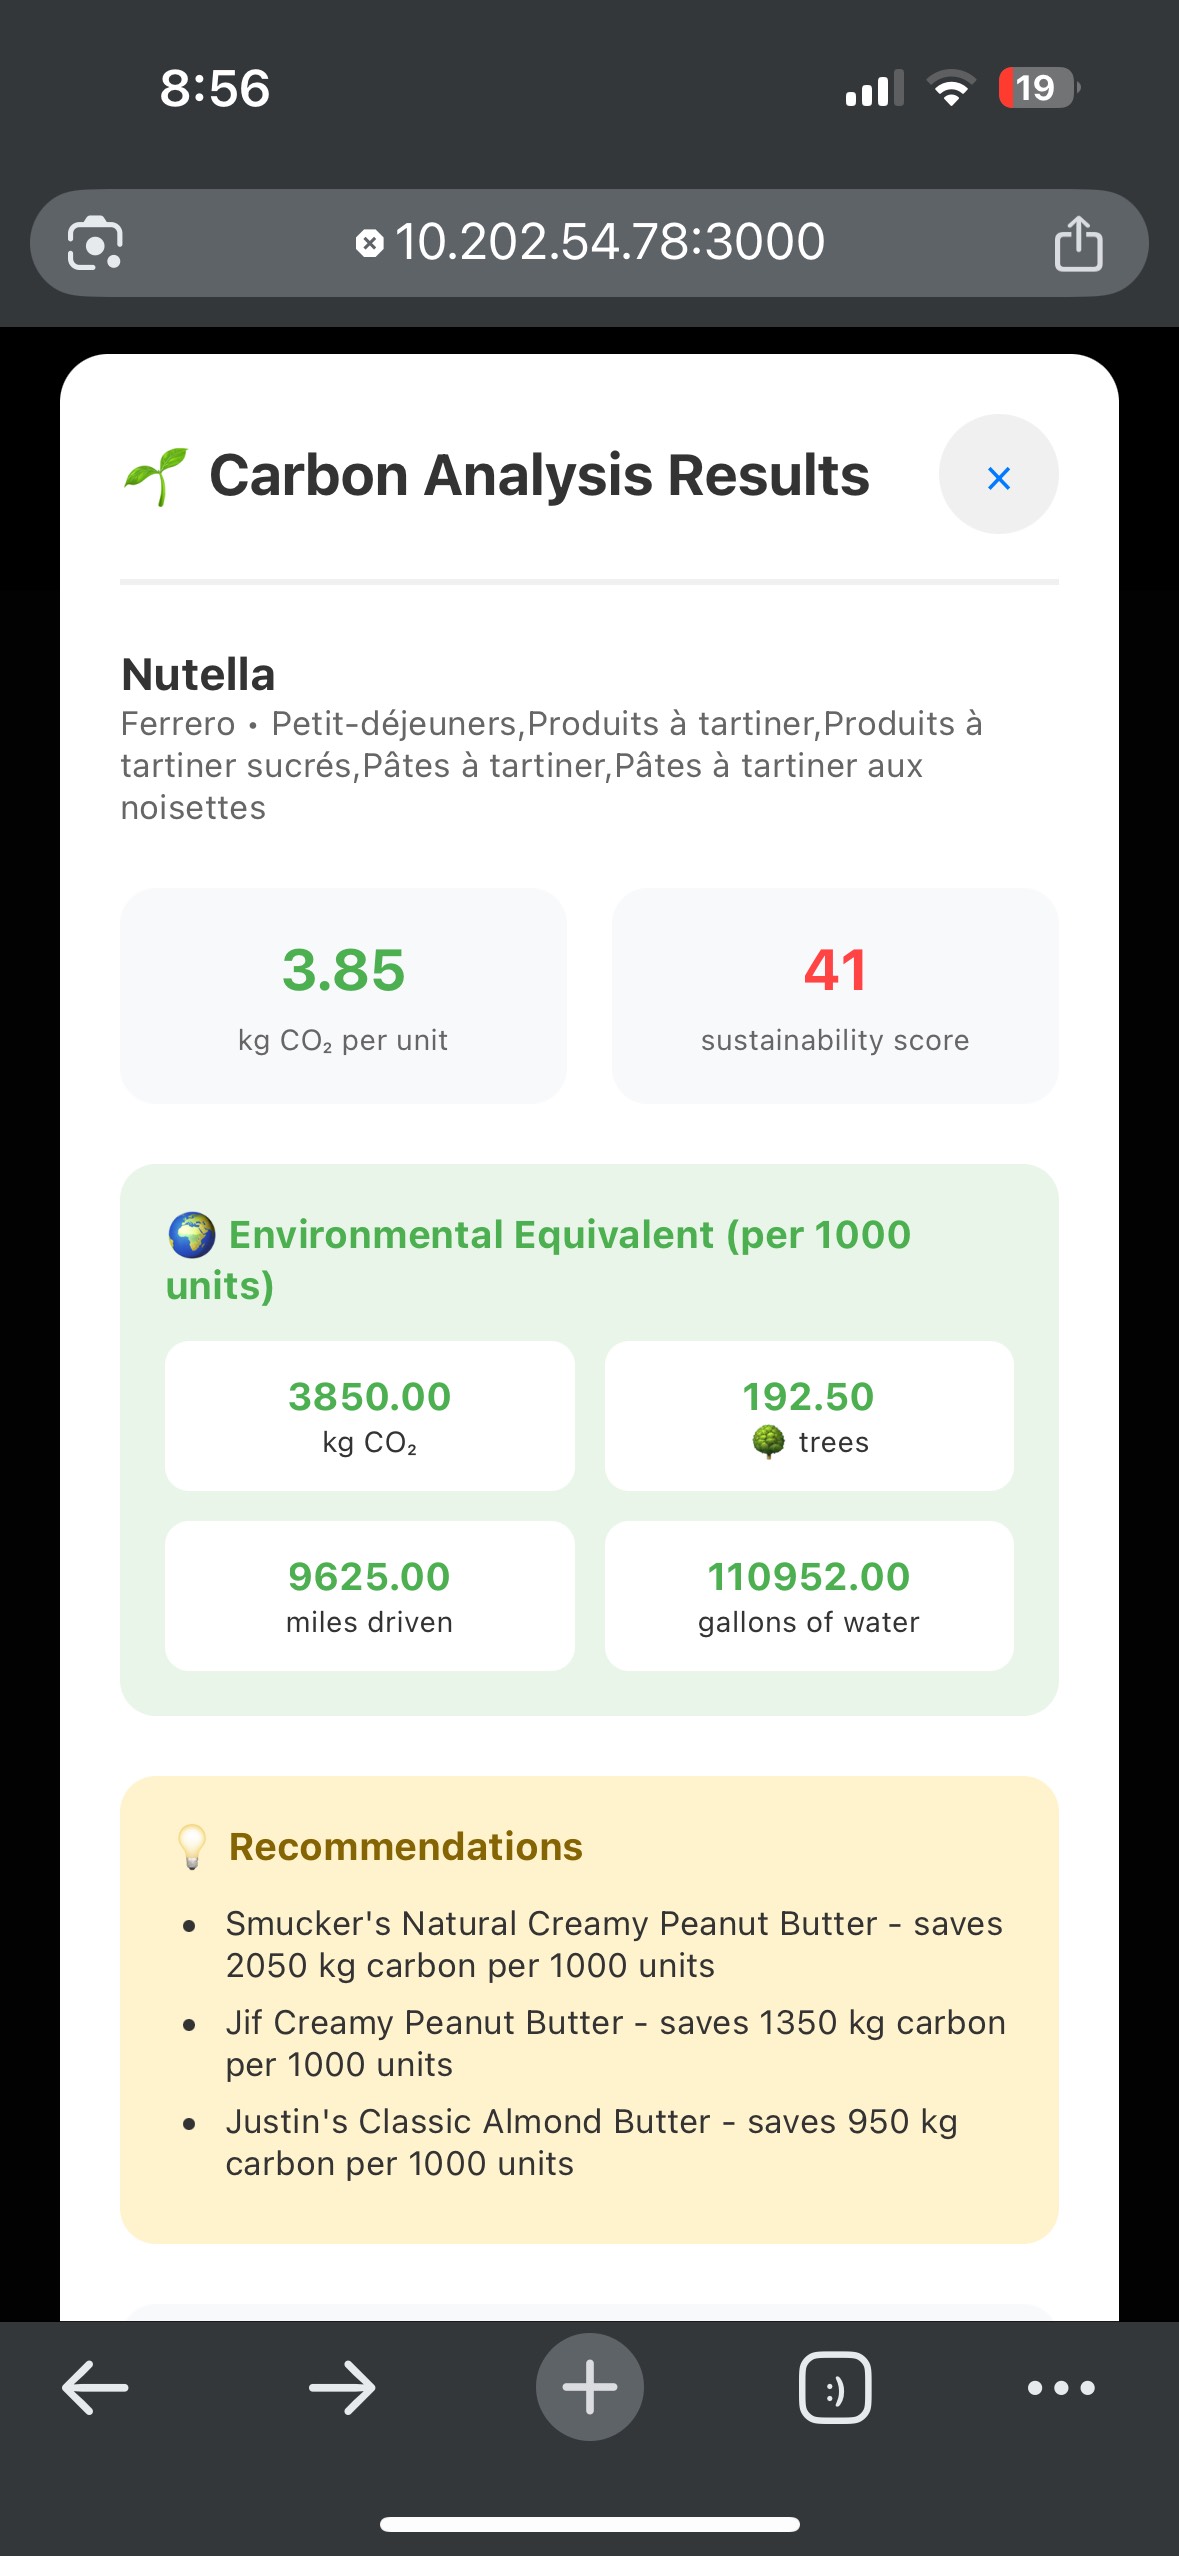 8:56
19
10.202.54.78:3000
Carbon Analysis Results
×
Nutella
Ferrero • Petit-déjeuners,Produits à tartiner,Produits à
tartiner sucrés,Pâtes à tartiner,Pâtes à tartiner aux
noisettes
3.85
kg CO₂ per unit
41
sustainability score
Environmental Equivalent (per 1000
units)
3850.00
kg CO₂
192.50
trees
9625.00
miles driven
110952.00
gallons of water
Recommendations
• Smucker's Natural Creamy Peanut Butter - saves
2050 kg carbon per 1000 units
• Jif Creamy Peanut Butter - saves 1350 kg carbon
per 1000 units
• Justin's Classic Almond Butter - saves 950 kg
carbon per 1000 units
:)